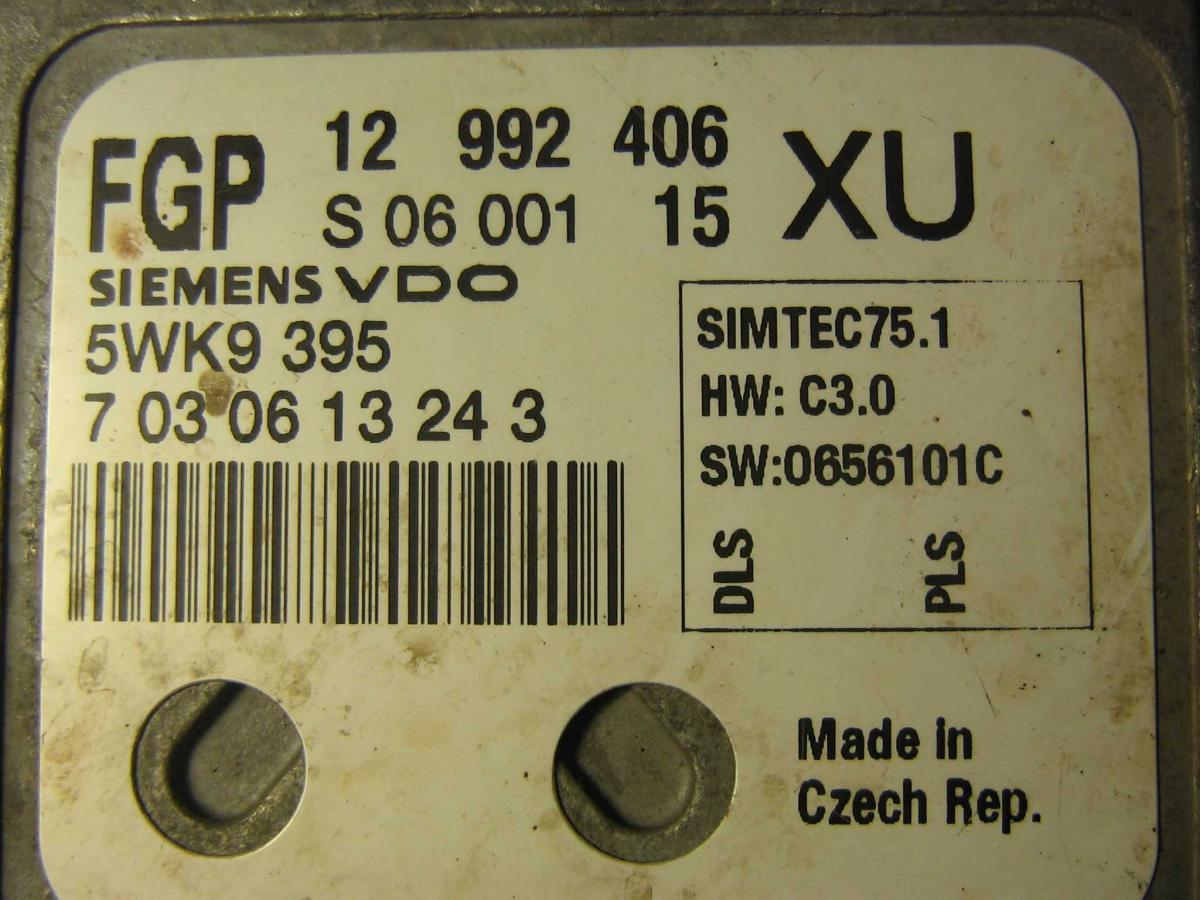 FGP 12 992 406 XU
S 06 001 15
SIEMENS VDO
5WK9 395
7 03 06 13 24 3
SIMTEC75.1
HW: C3.0
SW:0656101C
DLS PLS
Made in
Czech Rep.